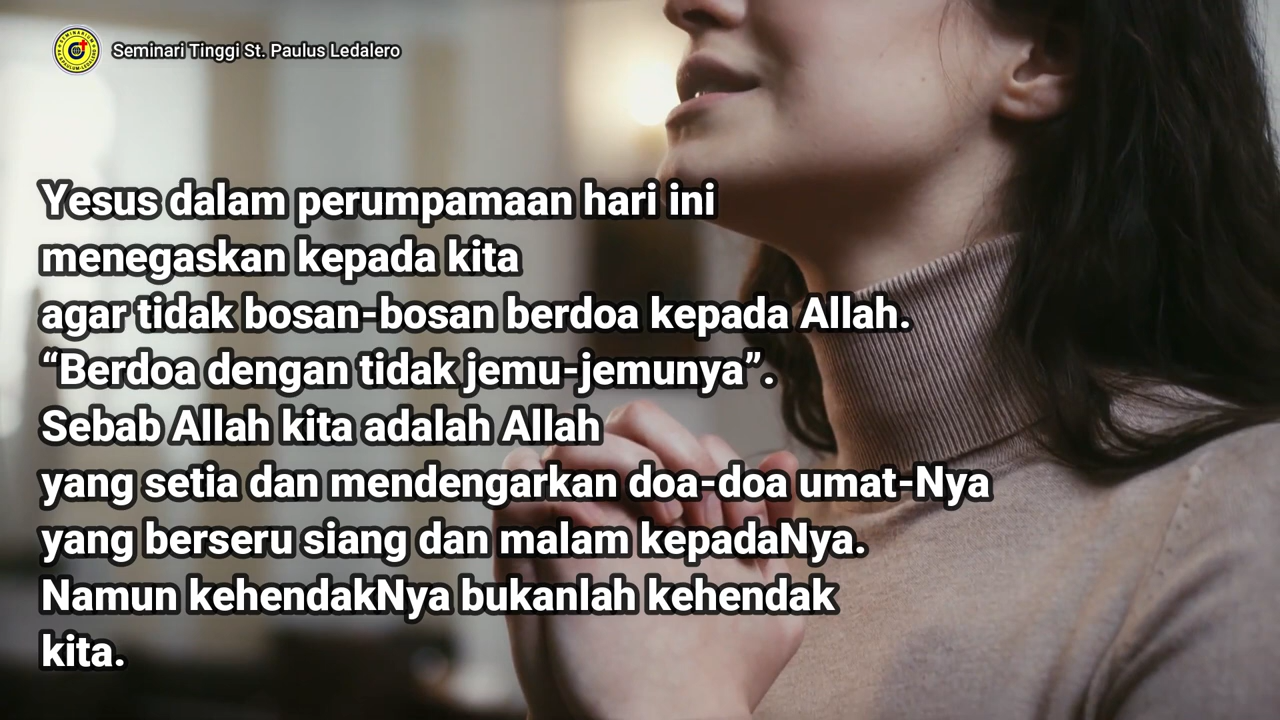 Seminari Tinggi St. Paulus Ledalero
Yesus dalam perumpamaan hari ini
menegaskan kepada kita
agar tidak bosan-bosan berdoa kepada Allah.
“Berdoa dengan tidak jemu-jemunya”.
Sebab Allah kita adalah Allah
yang setia dan mendengarkan doa-doa umat-Nya
yang berseru siang dan malam kepadaNya.
Namun kehendakNya bukanlah kehendak
kita.